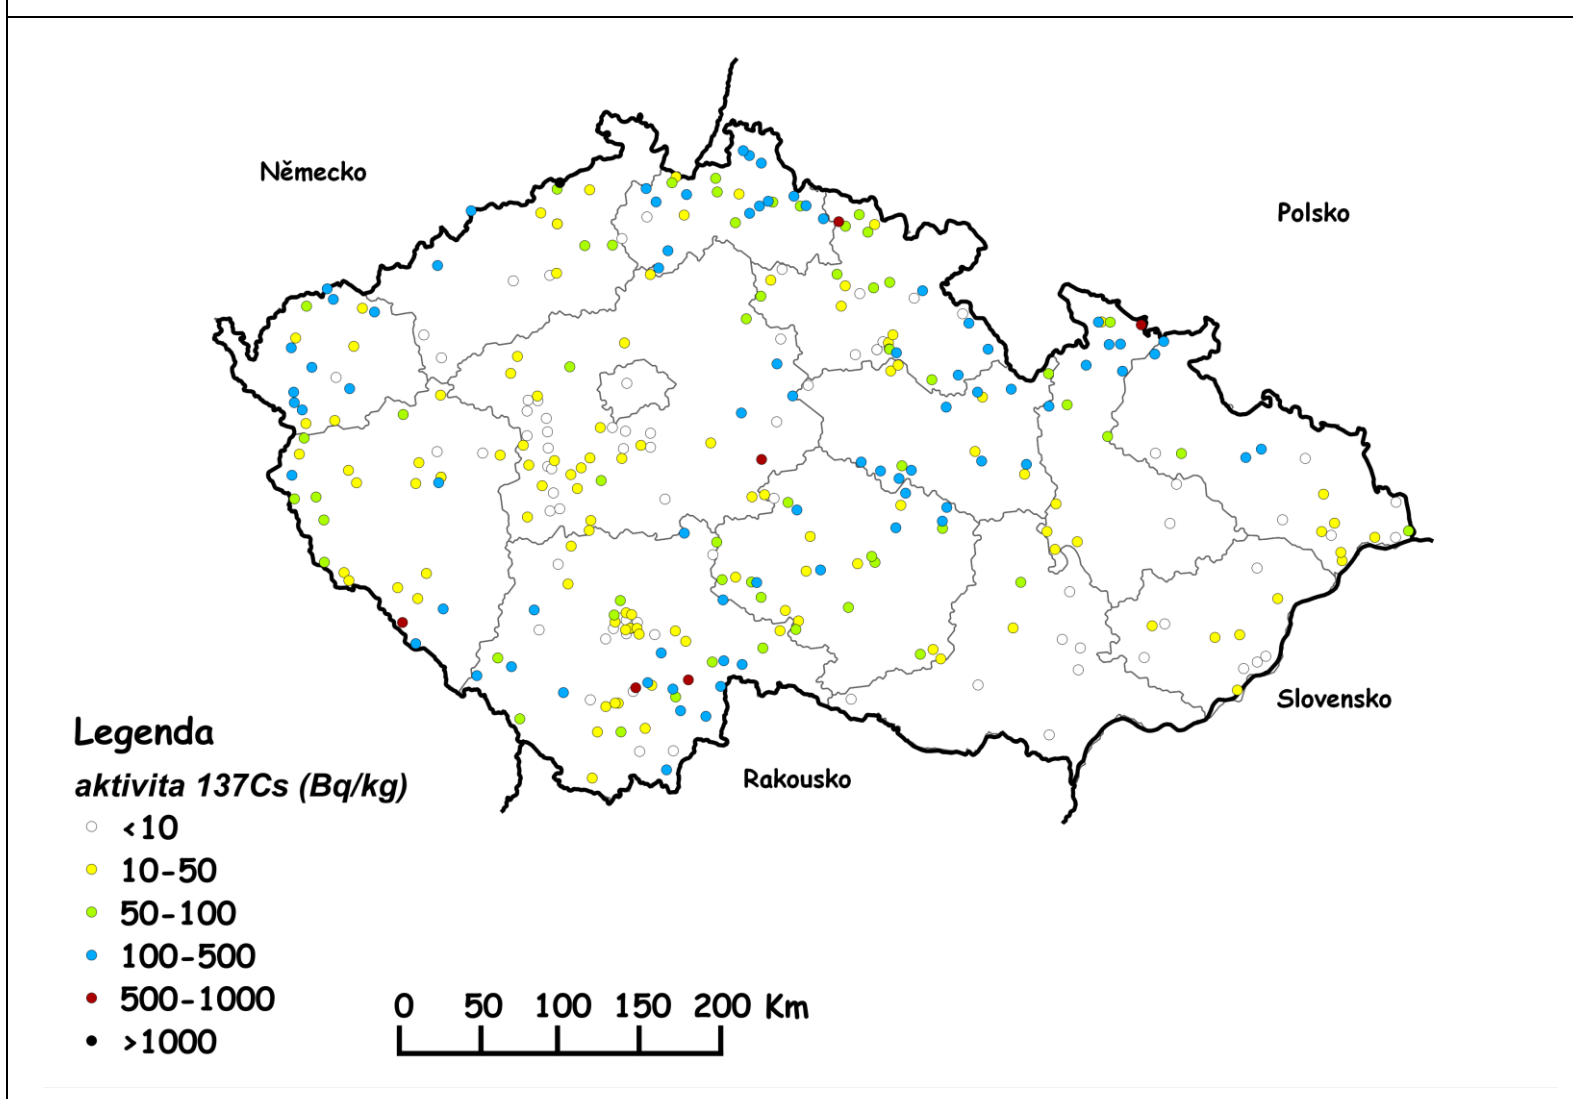 Německo
Polsko
Slovensko
Rakousko
Legenda
aktivita 137Cs (Bq/kg)
<10
10-50
50-100
100-500
500-1000
>1000
0 50 100 150 200 Km